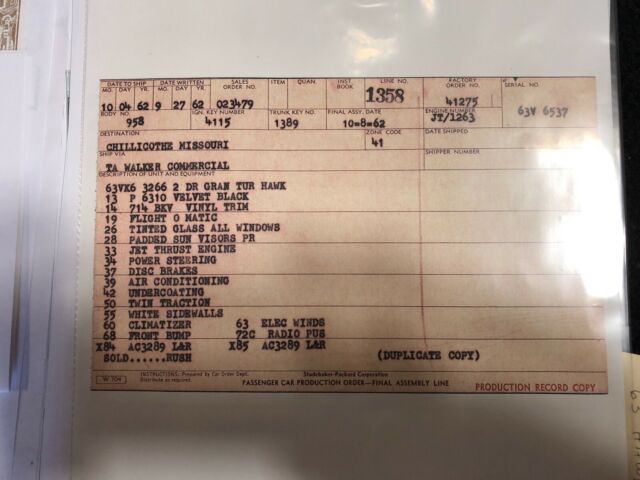 DATE TO SHIP DATE WRITTEN SALES ORDER NO. ITEM QUAN. INST BOOK LINE NO. FACTORY ORDER NO. SERIAL NO.
MO. DAY YR. MO. DAY YR.
10 04 62 9 27 62 023479 1358 41275 63V 6537
BODY NO. IGN. KEY NUMBER TRUNK KEY NO. FINAL ASSY. DATE ENGINE NUMBER
958 4115 1389 10=8=62 JT/1263
DESTINATION ZONE CODE DATE SHIPPED
CHILLICOTHE MISSOURI 41
SHIP VIA SHIPPER NUMBER
TA WALKER COMMERCIAL
DESCRIPTION OF UNIT AND EQUIPMENT
63VK6 3266 2 DR GRAN TUR HAWK
13 P 6310 VELVET BLACK
14 714 BKV VINYL TRIM
19 FLIGHT O MATIC
26 TINTED GLASS ALL WINDOWS
28 PADDED SUN VISORS PR
33 JET THRUST ENGINE
34 POWER STEERING
37 DISC BRAKES
39 AIR CONDITIONING
42 UNDERCOATING
50 TWIN TRACTION
55 WHITE SIDEWALLS
60 CLIMATIZER 63 ELEC WINDS
68 FRONT BUMP 72C RADIO PUS
X84 AC3289 L&R X85 AC3289 L&R
SOLD......RUSH (DUPLICATE COPY)
W 704 INSTRUCTIONS: Prepared by Car Order Dept. Distribute as required. Studebaker-Packard Corporation
PASSENGER CAR PRODUCTION ORDER—FINAL ASSEMBLY LINE PRODUCTION RECORD COPY